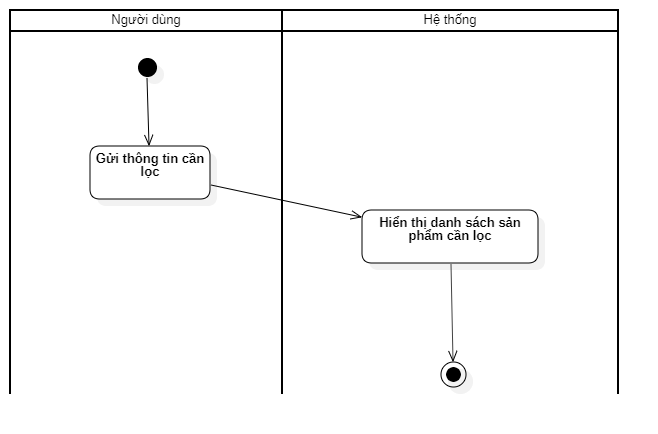 Người dùng
Hệ thống
Gửi thông tin cần
lọc
Hiển thị danh sách sản
phẩm cần lọc